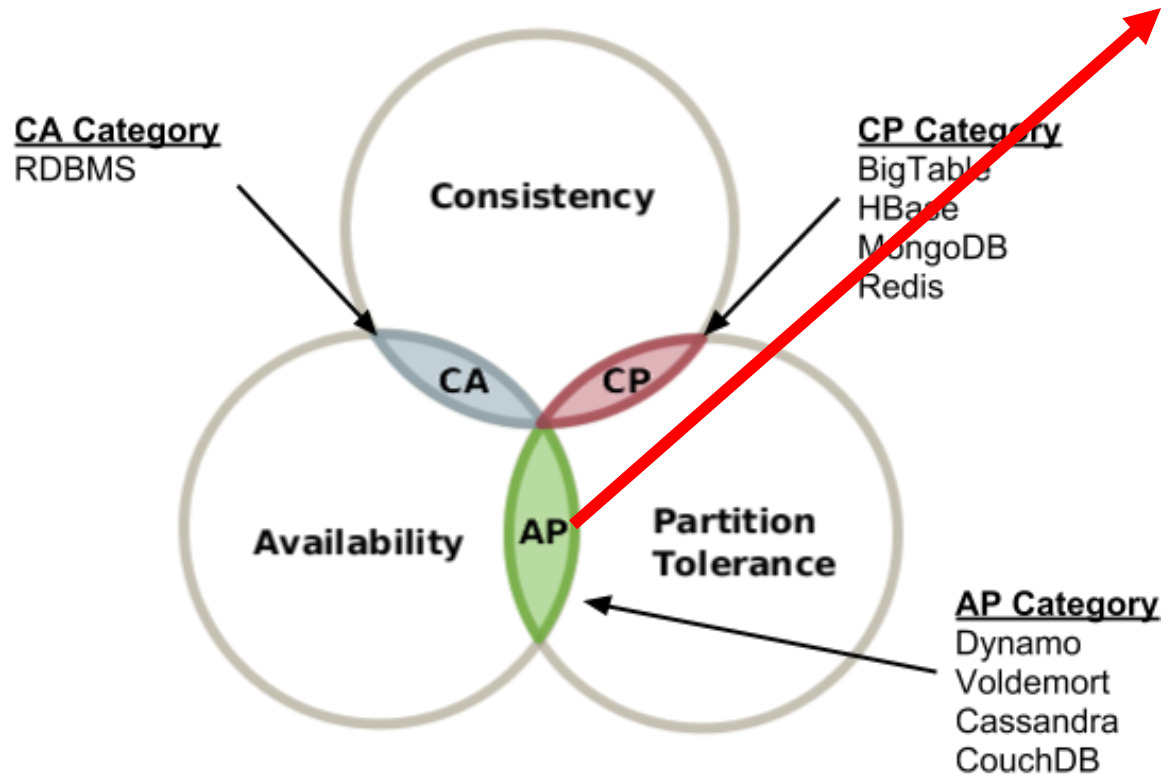 CA Category
RDBMS
Consistency
CP Category
BigTable
HBase
MongoDB
Redis
CA
CP
Availability
AP
Partition
Tolerance
AP Category
Dynamo
Voldemort
Cassandra
CouchDB